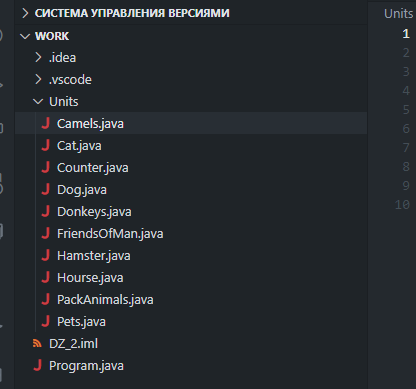 СИСТЕМА УПРАВЛЕНИЯ ВЕРСИЯМИ
Units
WORK
1
.idea
2
.vscode
3
Units
4
5
Camels.java
6
Cat.java
7
Counter.java
8
Dog.java
9
Donkeys.java
10
FriendsOfMan.java
Hamster.java
Hourse.java
PackAnimals.java
Pets.java
DZ_2.iml
Program.java